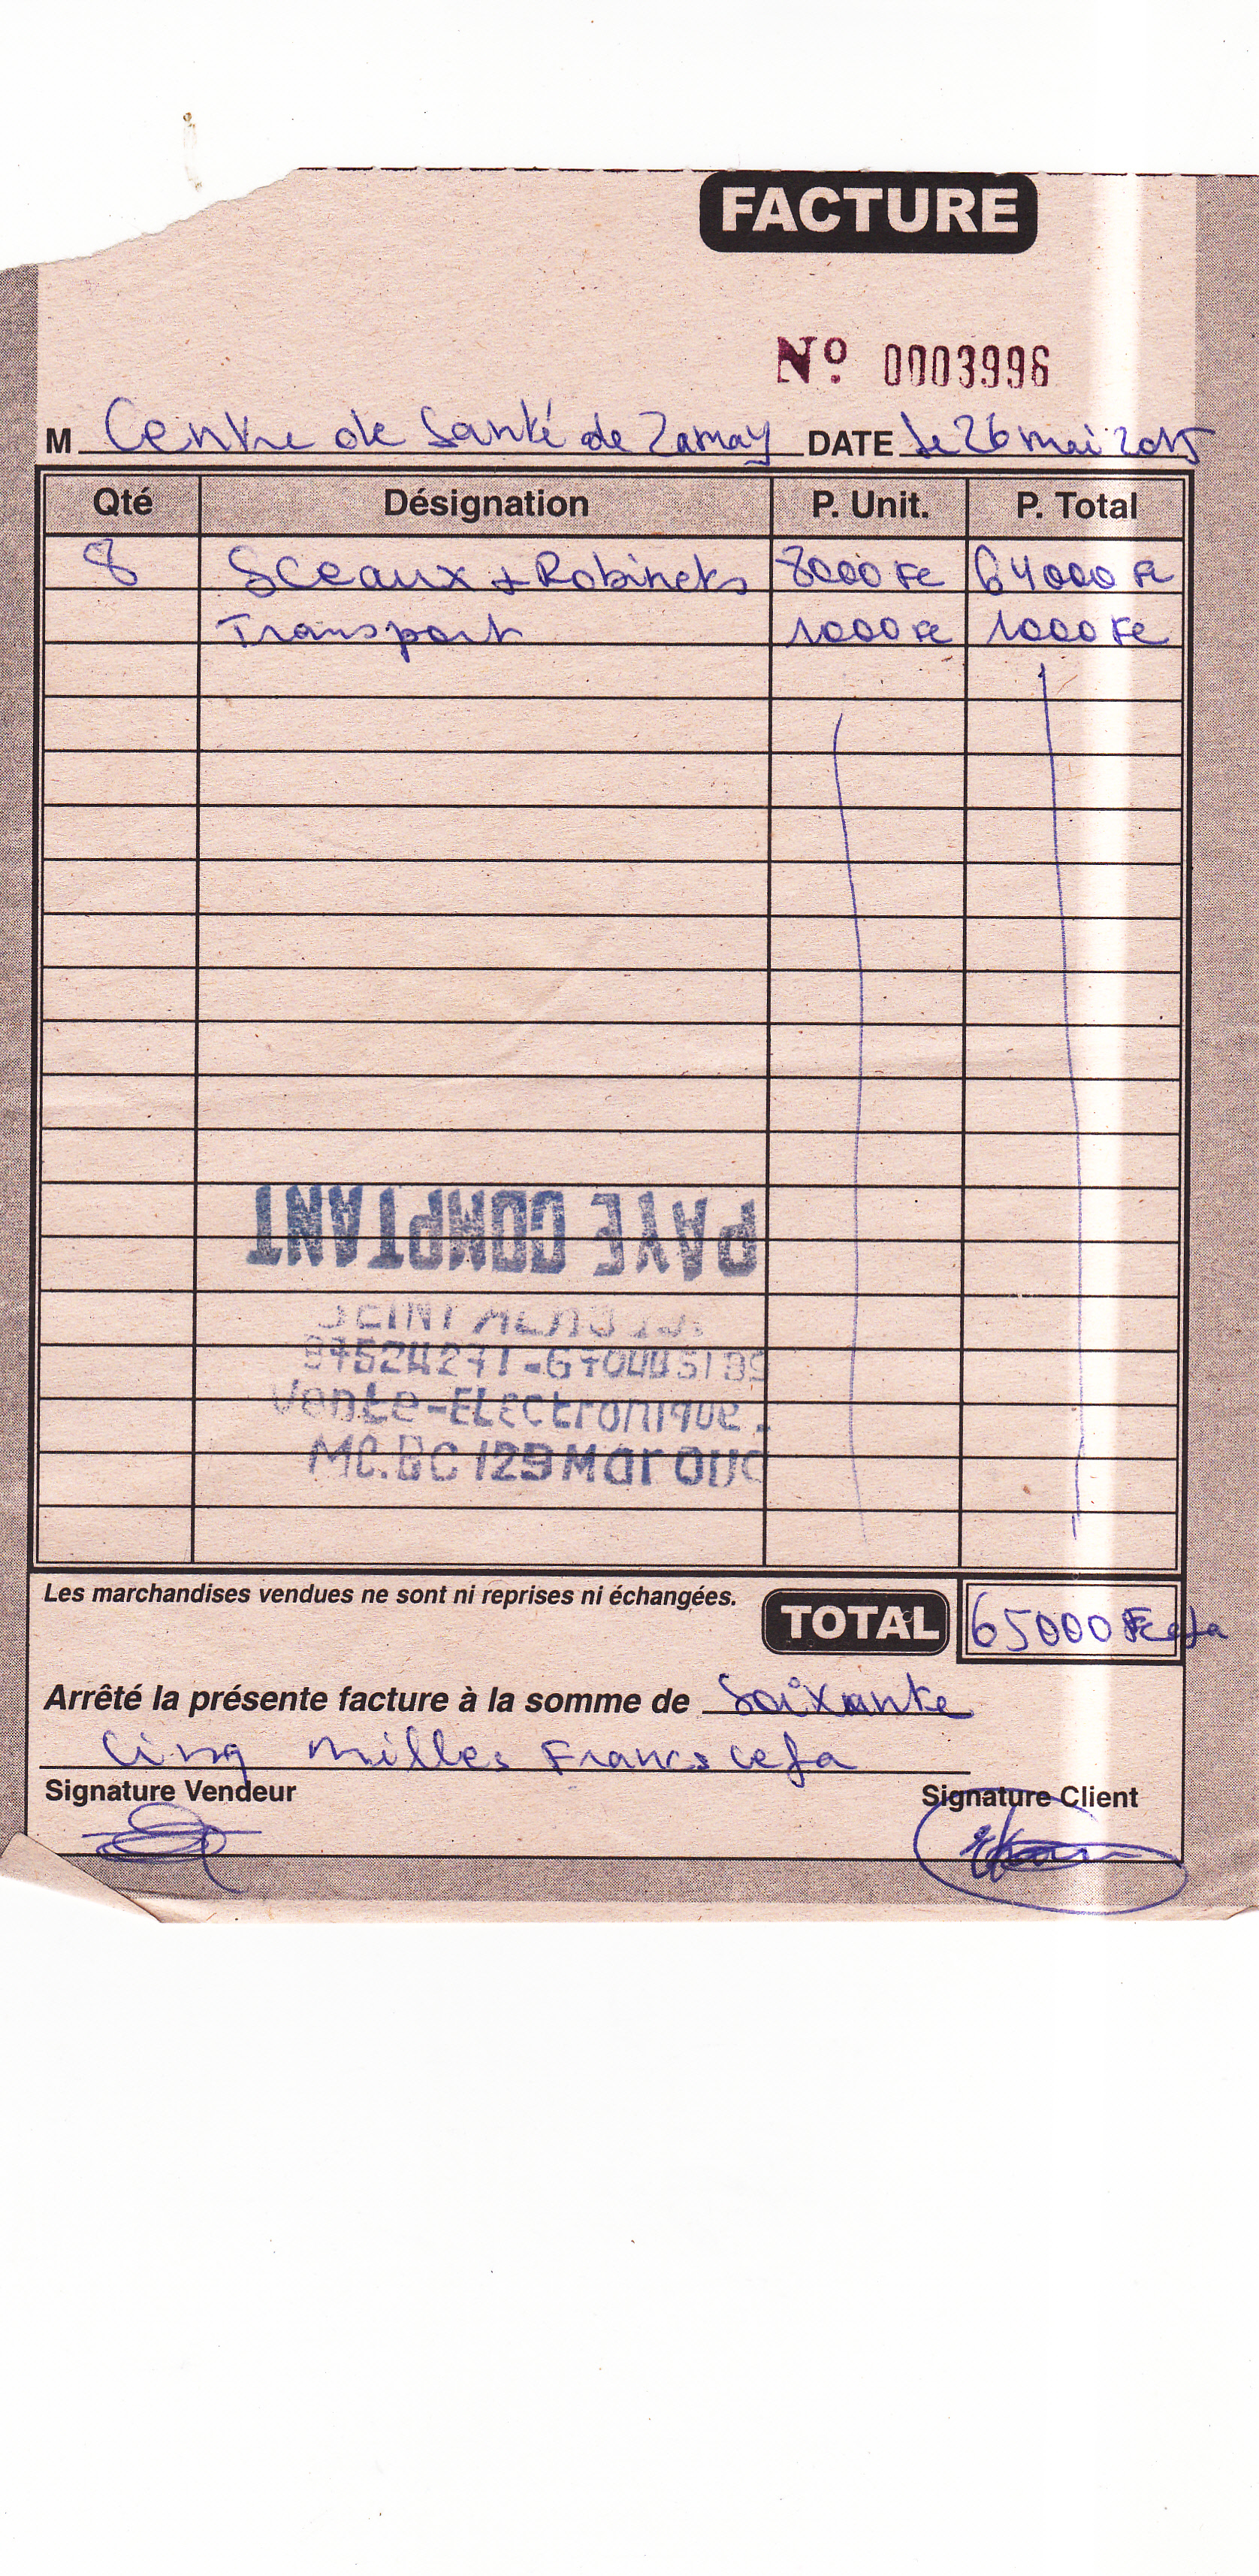 FACTURE
Nº 0003996
M Centre de Santé de Zamay DATE le 26 mai 2015
Qté Désignation P. Unit. P. Total
8 Sceaux + Robinets 8000 Fc 64000 Fc
Transport 1000 Fc 1000 Fc
PAYE COMPTANT
Vente-ELEctronique.
Les marchandises vendues ne sont ni reprises ni échangées.
TOTAL 65000 Fcefa
Arrêté la présente facture à la somme de Soixante
Cinq milles Francs cefa
Signature Vendeur Signature Client